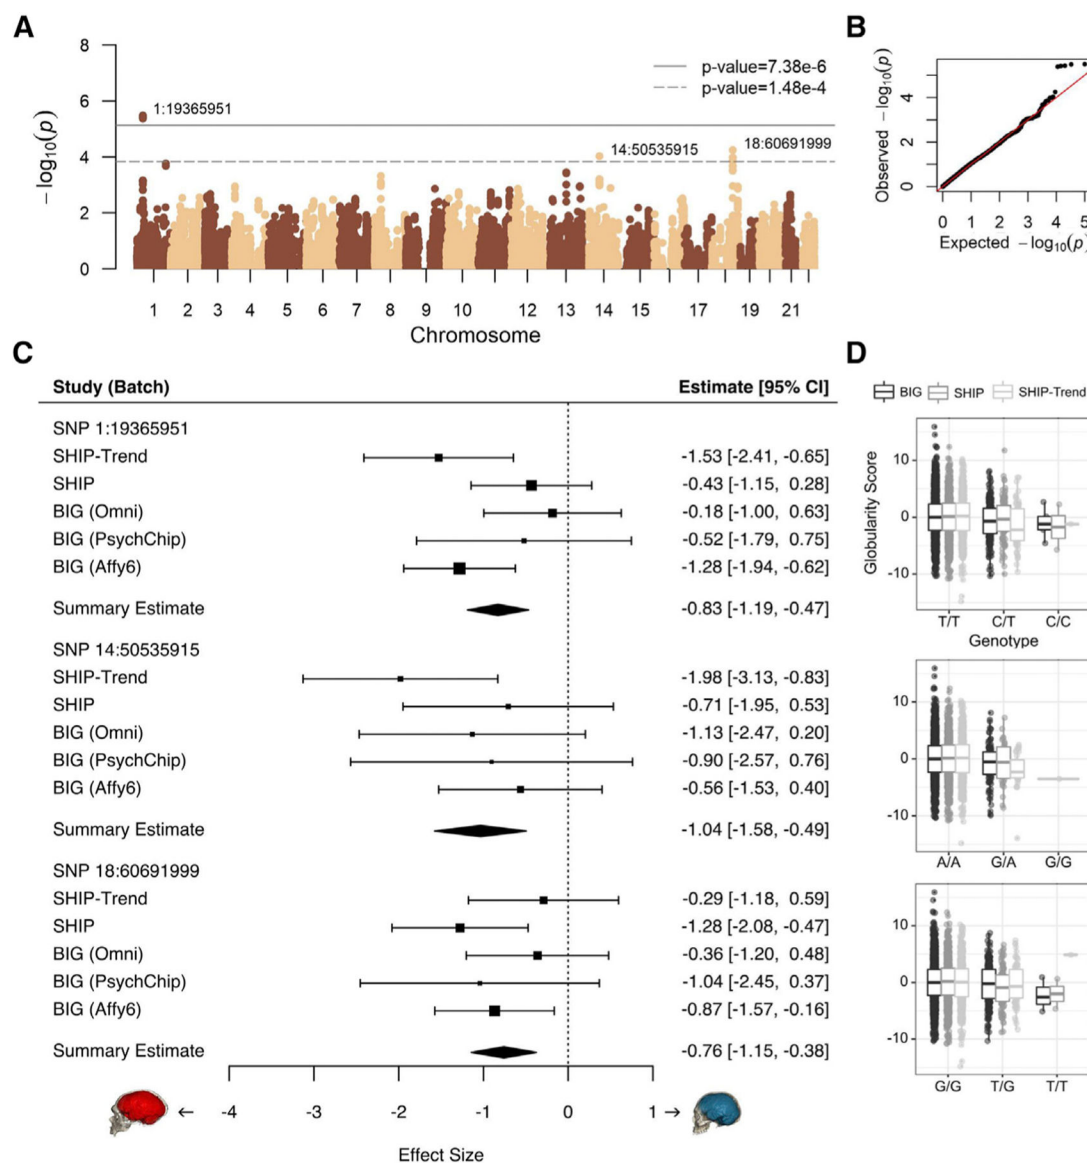 A
8
6
4
2
0
−log10(p)
1:19365951
14:50535915
18:60691999
p-value=7.38e-6
p-value=1.48e-4
1 2 3 4 5 6 7 8 9 10 11 12 13 14 15 17 19 21
Chromosome
B
Observed −log10(p)
4
2
0
0 1 2 3 4 5
Expected −log10(p)
C
Study (Batch) Estimate [95% CI]
SNP 1:19365951
SHIP-Trend -1.53 [-2.41, -0.65]
SHIP -0.43 [-1.15, 0.28]
BIG (Omni) -0.18 [-1.00, 0.63]
BIG (PsychChip) -0.52 [-1.79, 0.75]
BIG (Affy6) -1.28 [-1.94, -0.62]
Summary Estimate -0.83 [-1.19, -0.47]
SNP 14:50535915
SHIP-Trend -1.98 [-3.13, -0.83]
SHIP -0.71 [-1.95, 0.53]
BIG (Omni) -1.13 [-2.47, 0.20]
BIG (PsychChip) -0.90 [-2.57, 0.76]
BIG (Affy6) -0.56 [-1.53, 0.40]
Summary Estimate -1.04 [-1.58, -0.49]
SNP 18:60691999
SHIP-Trend -0.29 [-1.18, 0.59]
SHIP -1.28 [-2.08, -0.47]
BIG (Omni) -0.36 [-1.20, 0.48]
BIG (PsychChip) -1.04 [-2.45, 0.37]
BIG (Affy6) -0.87 [-1.57, -0.16]
Summary Estimate -0.76 [-1.15, -0.38]
← -4 -3 -2 -1 0 1 →
Effect Size
D
BIG SHIP SHIP-Trend
Globularity Score
10
0
-10
T/T C/T C/C
Genotype
10
0
-10
A/A G/A G/G
10
0
-10
G/G T/G T/T